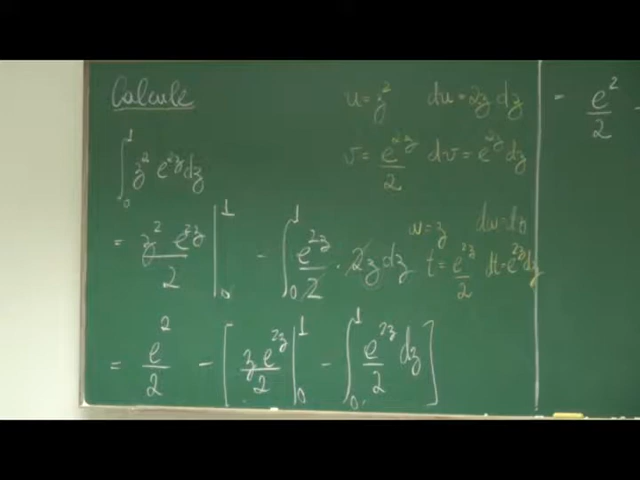 Calcule
u = z² du = 2z dz
∫₀¹ z² e^{2z} dz
v = e^{2z}/2 dv = e^{2z} dz
= z² e^{2z}/2 |₀¹ - ∫₀¹ e^{2z}/2 · 2z dz
u = z du = dz
t = e^{2z}/2 dt = e^{2z} dz
= e²/2 - [ z e^{2z}/2 |₀¹ - ∫₀¹ e^{2z}/2 dz ]
= e²/2 -